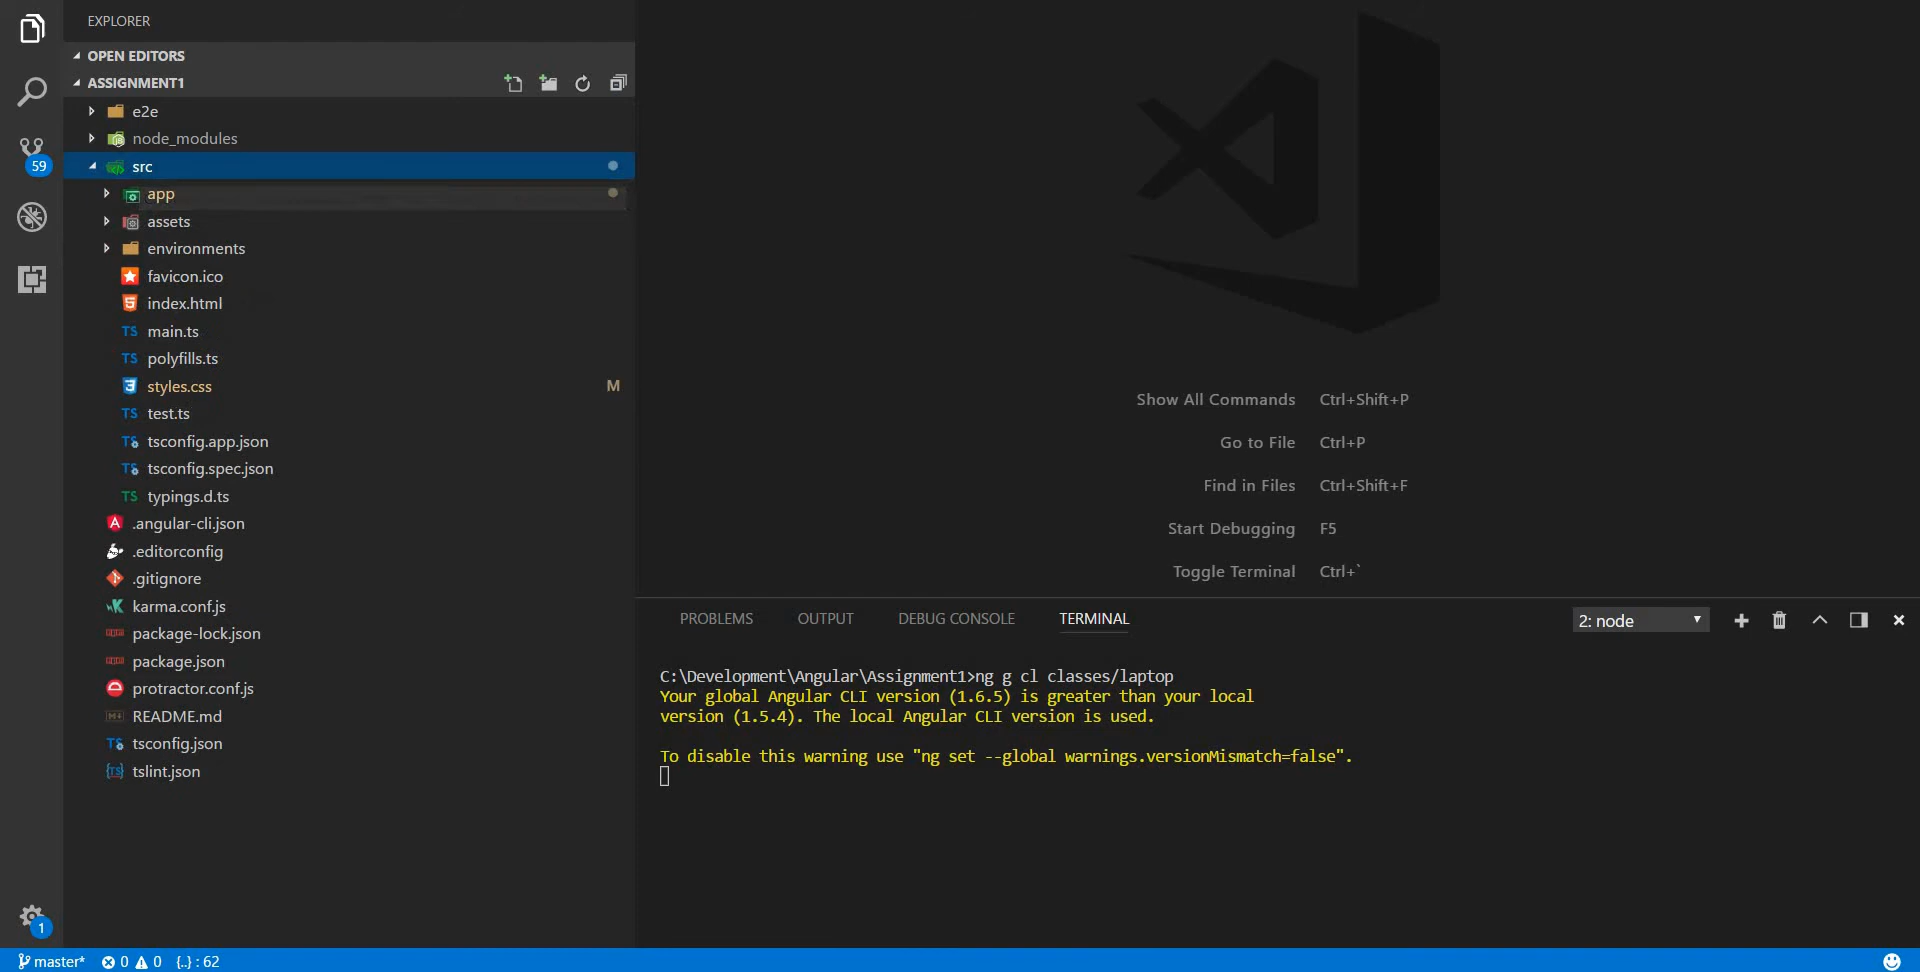 EXPLORER
OPEN EDITORS
ASSIGNMENT1
e2e
node_modules
src
app
assets
environments
favicon.ico
index.html
main.ts
polyfills.ts
styles.css M
test.ts
tsconfig.app.json
tsconfig.spec.json
typings.d.ts
.angular-cli.json
.editorconfig
.gitignore
karma.conf.js
package-lock.json
package.json
protractor.conf.js
README.md
tsconfig.json
tslint.json
59
1
Show All Commands Ctrl+Shift+P
Go to File Ctrl+P
Find in Files Ctrl+Shift+F
Start Debugging F5
Toggle Terminal Ctrl+`
PROBLEMS OUTPUT DEBUG CONSOLE TERMINAL 2: node
C:\Development\Angular\Assignment1>ng g cl classes/laptop
Your global Angular CLI version (1.6.5) is greater than your local
version (1.5.4). The local Angular CLI version is used.
To disable this warning use "ng set --global warnings.versionMismatch=false".
master* 0 0 {..} : 62